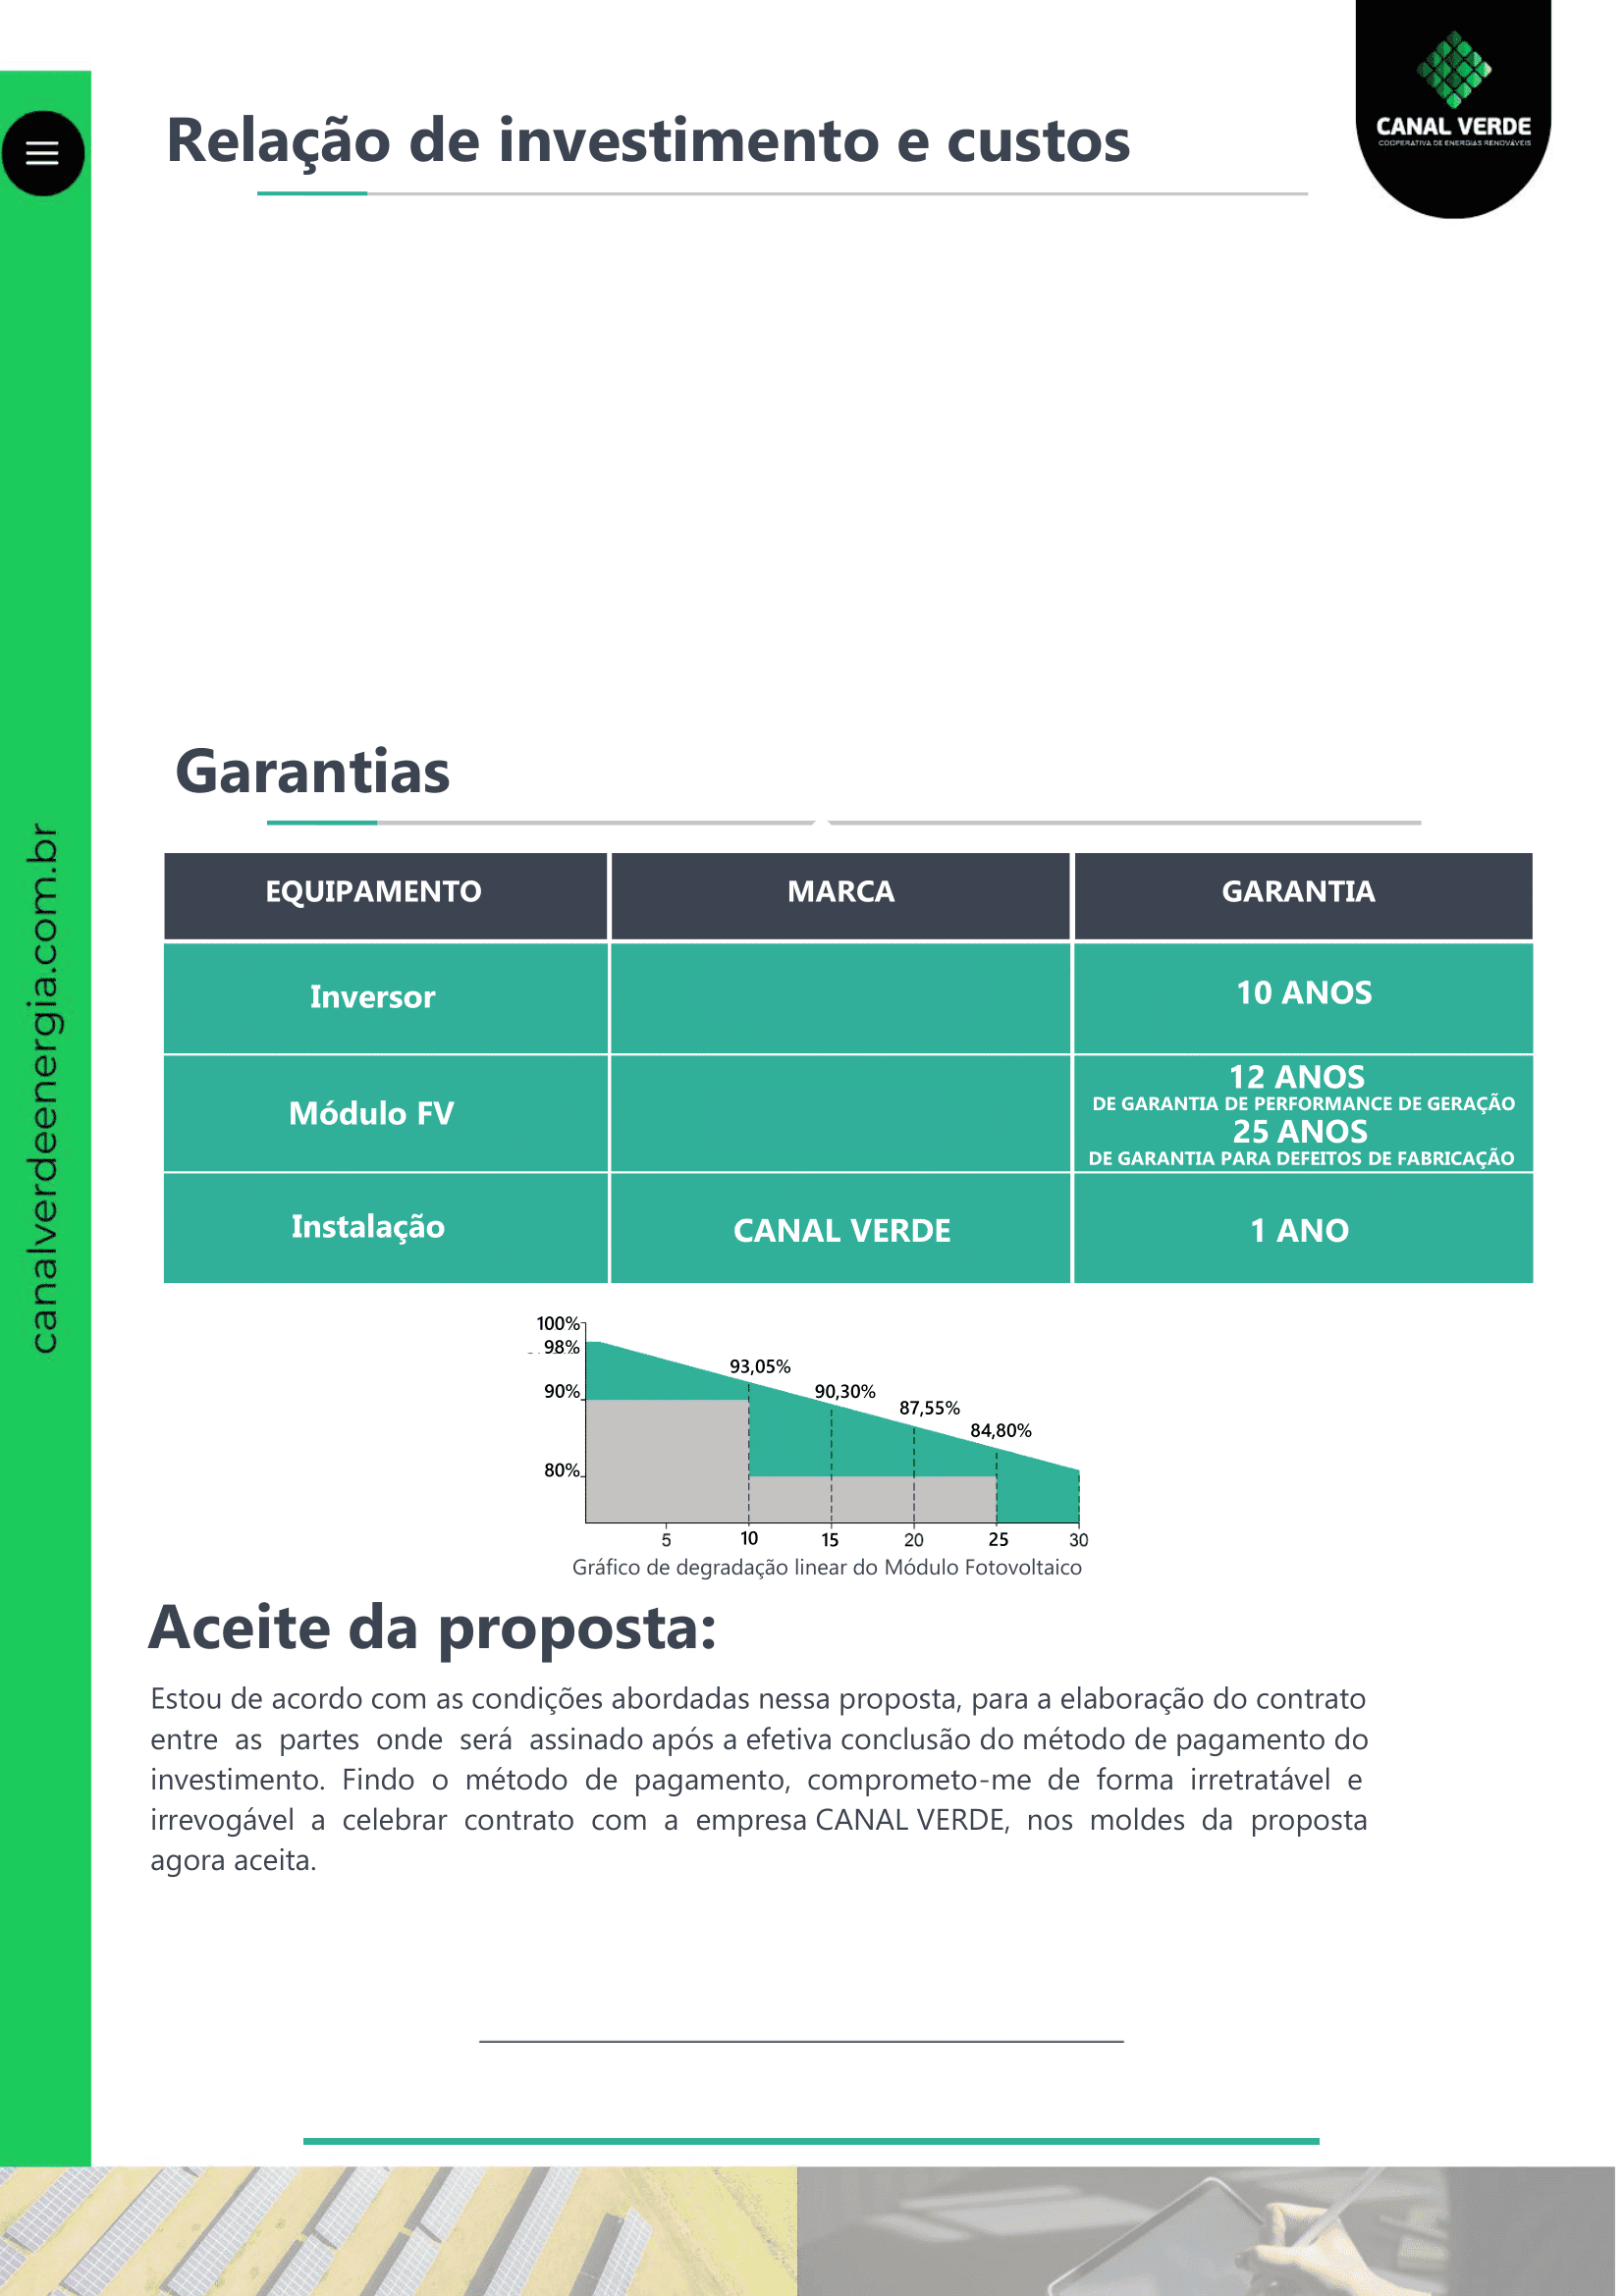 CANAL VERDE
COOPERATIVA DE ENERGIAS RENOVÁVEIS
Relação de investimento e custos
canalverdeenergia.com.br
Garantias
EQUIPAMENTO MARCA GARANTIA
Inversor 10 ANOS
Módulo FV 12 ANOS
DE GARANTIA DE PERFORMANCE DE GERAÇÃO
25 ANOS
DE GARANTIA PARA DEFEITOS DE FABRICAÇÃO
Instalação CANAL VERDE 1 ANO
100%
98%
93,05%
90%
90,30%
87,55%
84,80%
80%
5 10 15 20 25 30
Gráfico de degradação linear do Módulo Fotovoltaico
Aceite da proposta:
Estou de acordo com as condições abordadas nessa proposta, para a elaboração do contrato
entre as partes onde será assinado após a efetiva conclusão do método de pagamento do
investimento. Findo o método de pagamento, comprometo-me de forma irretratável e
irrevogável a celebrar contrato com a empresa CANAL VERDE, nos moldes da proposta
agora aceita.